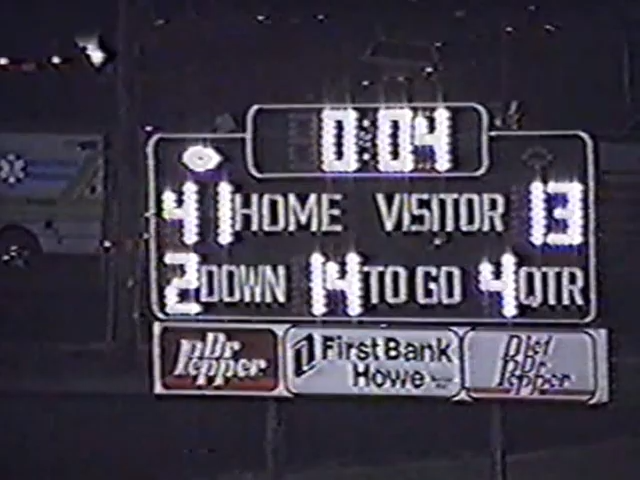 0:04
41 HOME VISITOR 13
2 DOWN 14 TO GO 4 QTR
Dr Pepper
First Bank
Howe
Diet Dr Pepper